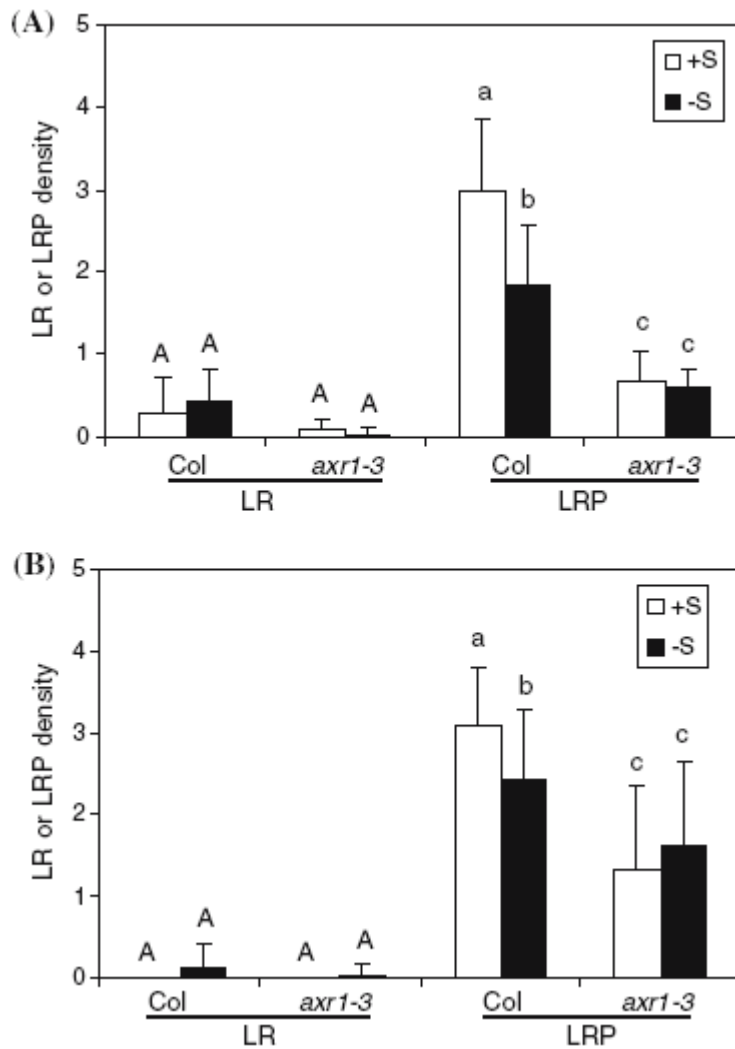 (A)
5
4
3
2
1
0
LR or LRP density
+S
-S
A
A
A
A
a
b
c
c
Col
axr1-3
Col
axr1-3
LR
LRP
(B)
5
4
3
2
1
0
LR or LRP density
+S
-S
A
A
A
A
a
b
c
c
Col
axr1-3
Col
axr1-3
LR
LRP